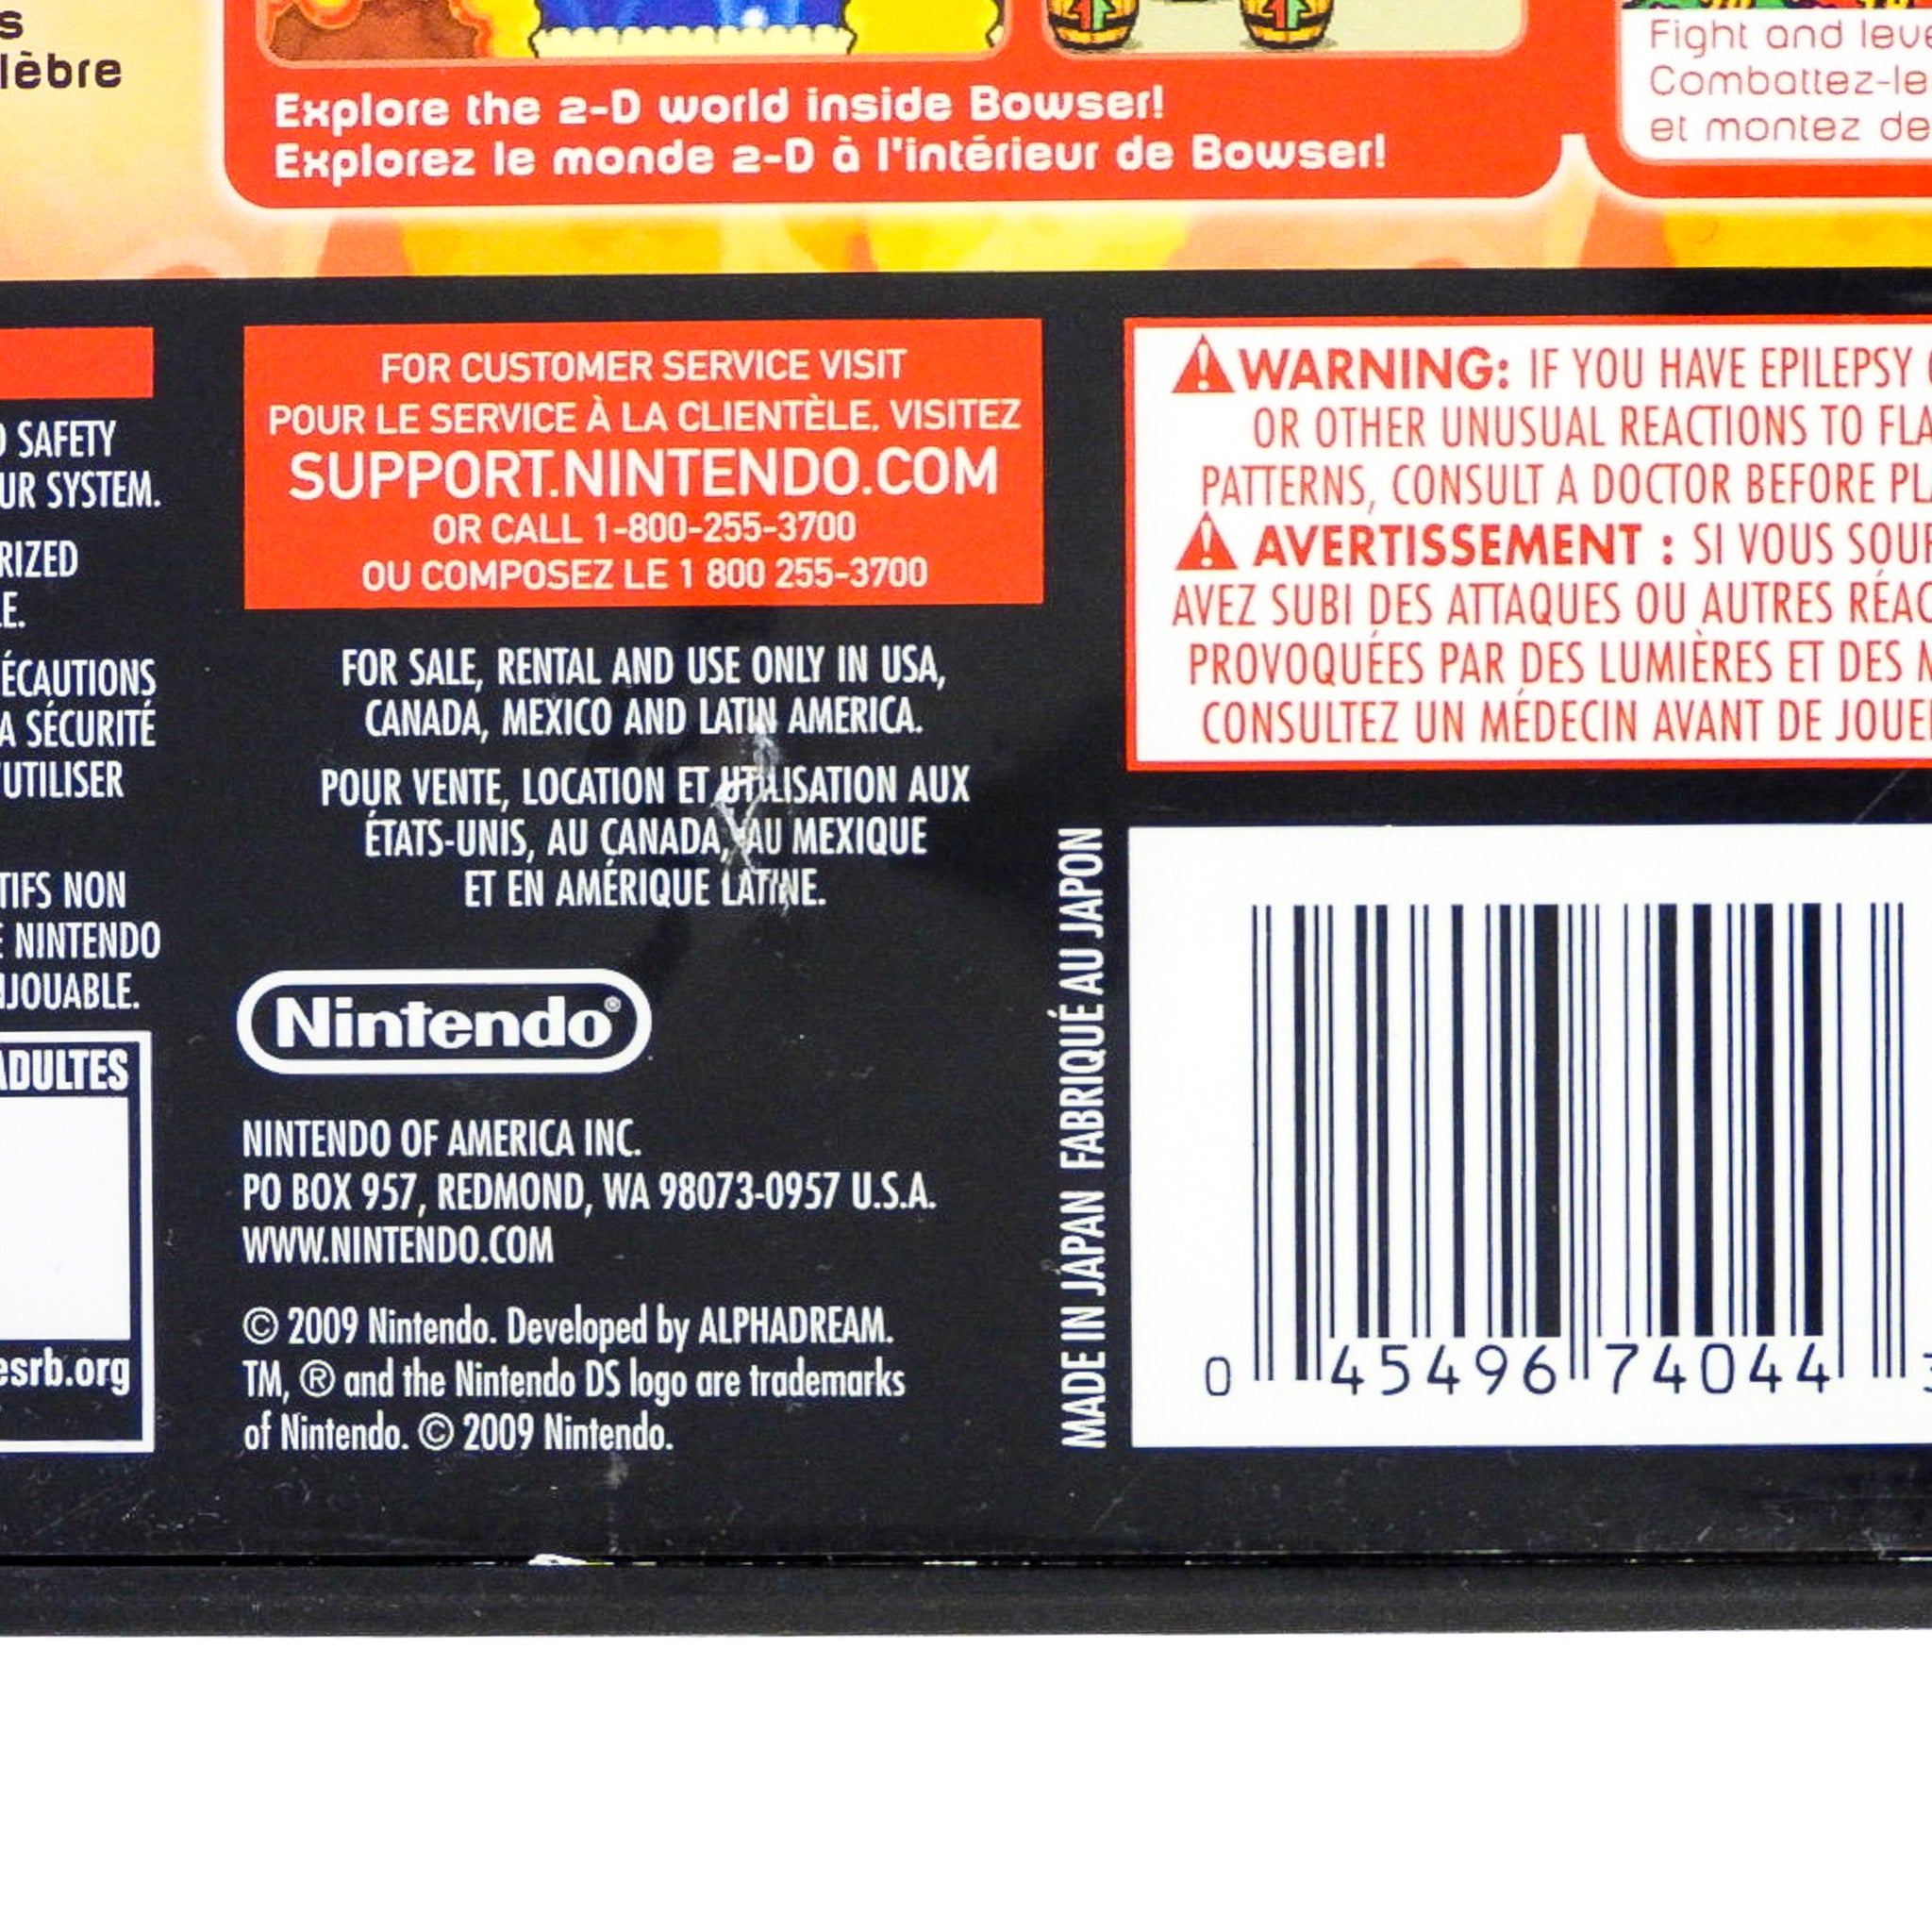 s
lèbre
Explore the 2-D world inside Bowser!
Explorez le monde 2-D à l'intérieur de Bowser!
Fight and leve
Combattez-le
et montez de
SAFETY
UR SYSTEM.
RIZED
LE.
ÉCAUTIONS
A SÉCURITÉ
'UTILISER
TIFS NON
E NINTENDO
NJOUABLE.
ADULTES
esrb.org
FOR CUSTOMER SERVICE VISIT
POUR LE SERVICE À LA CLIENTÈLE, VISITEZ
SUPPORT.NINTENDO.COM
OR CALL 1-800-255-3700
OU COMPOSEZ LE 1 800 255-3700
FOR SALE, RENTAL AND USE ONLY IN USA,
CANADA, MEXICO AND LATIN AMERICA.
POUR VENTE, LOCATION ET UTILISATION AUX
ÉTATS-UNIS, AU CANADA, AU MEXIQUE
ET EN AMÉRIQUE LATINE.
Nintendo®
NINTENDO OF AMERICA INC.
PO BOX 957, REDMOND, WA 98073-0957 U.S.A.
WWW.NINTENDO.COM
© 2009 Nintendo. Developed by ALPHADREAM.
TM, ® and the Nintendo DS logo are trademarks
of Nintendo. © 2009 Nintendo.
MADE IN JAPAN FABRIQUÉ AU JAPON
⚠WARNING: IF YOU HAVE EPILEPSY
OR OTHER UNUSUAL REACTIONS TO FLA
PATTERNS, CONSULT A DOCTOR BEFORE PLA
⚠ AVERTISSEMENT : SI VOUS SOUF
AVEZ SUBI DES ATTAQUES OU AUTRES RÉAC
PROVOQUÉES PAR DES LUMIÈRES ET DES M
CONSULTEZ UN MÉDECIN AVANT DE JOUE
0 45496 74044 3